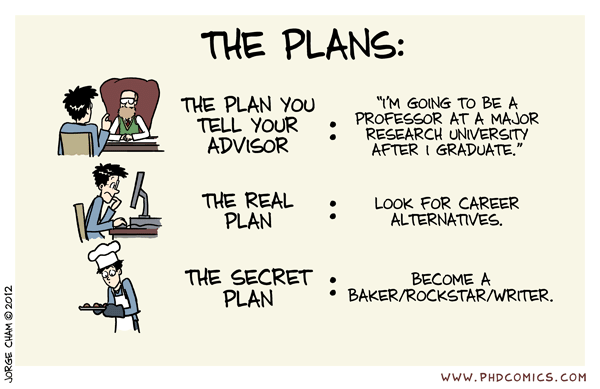 THE PLANS:
THE PLAN YOU
TELL YOUR
ADVISOR
:
"I'M GOING TO BE A
PROFESSOR AT A MAJOR
RESEARCH UNIVERSITY
AFTER I GRADUATE."
THE REAL
PLAN
:
LOOK FOR CAREER
ALTERNATIVES.
THE SECRET
PLAN
:
BECOME A
BAKER/ROCKSTAR/WRITER.
JORGE CHAM © 2012
WWW.PHDCOMICS.COM